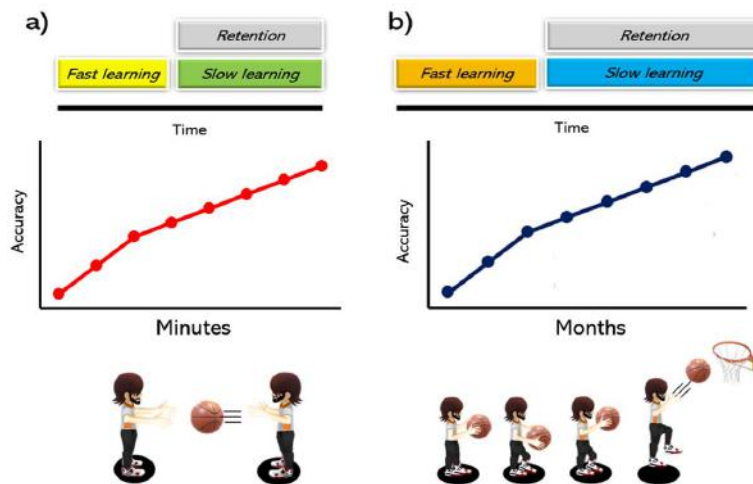 a)
Retention
Fast learning
Slow learning
Time
Accuracy
Minutes
b)
Retention
Fast learning
Slow learning
Time
Accuracy
Months